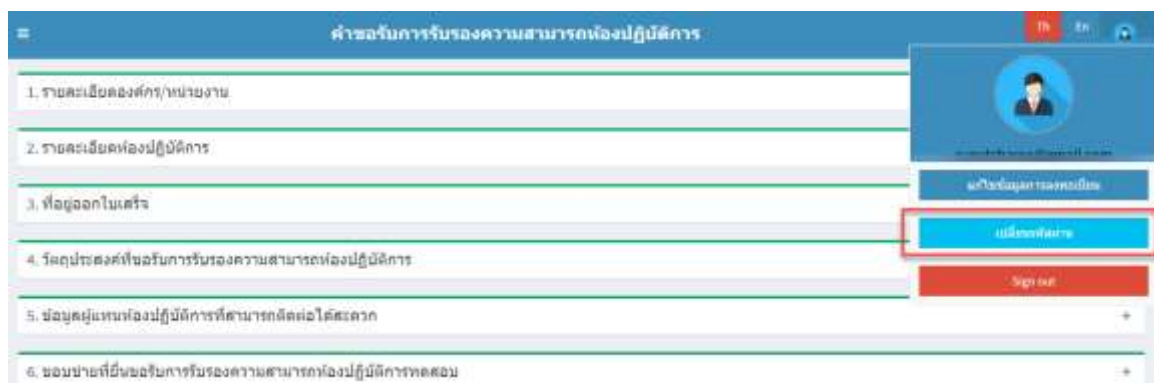 คำขอรับการรับรองความสามารถห้องปฏิบัติการ
Th En
1. รายละเอียดองค์กร/หน่วยงาน
2. รายละเอียดห้องปฏิบัติการ
แก้ไขข้อมูลการลงทะเบียน
3. ที่อยู่ออกใบเสร็จ
เปลี่ยนรหัสผ่าน
4. วัตถุประสงค์ที่ขอรับการรับรองความสามารถห้องปฏิบัติการ
Sign out
5. ข้อมูลผู้แทนห้องปฏิบัติการที่สามารถติดต่อได้สะดวก +
6. ขอบข่ายที่ยื่นขอรับการรับรองความสามารถห้องปฏิบัติการทดสอบ +